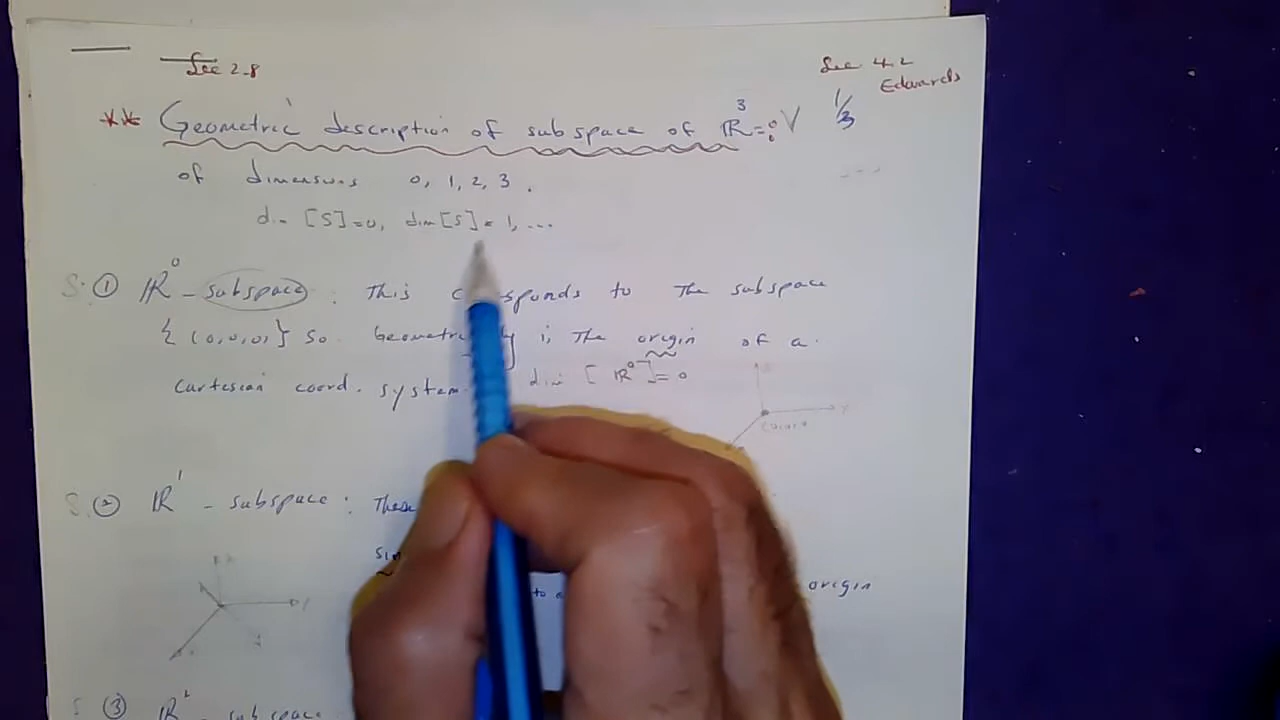 Sec 2-8
Sec 4.2
Edwards
** Geometric description of subspace of ℝ³ = V 1/3
of dimensions 0, 1, 2, 3.
dim [S]=0, dim[S] = 1, ...
S: ① ℝ⁰ - subspace : This corresponds to the subspace
{ (0,0,0) } so Geometrically is the origin of a
Cartesian coord. system. dim [ ℝ⁰ ] = 0
S. ② ℝ¹ - subspace : These
to a origin
S ③ ℝ² - subspace